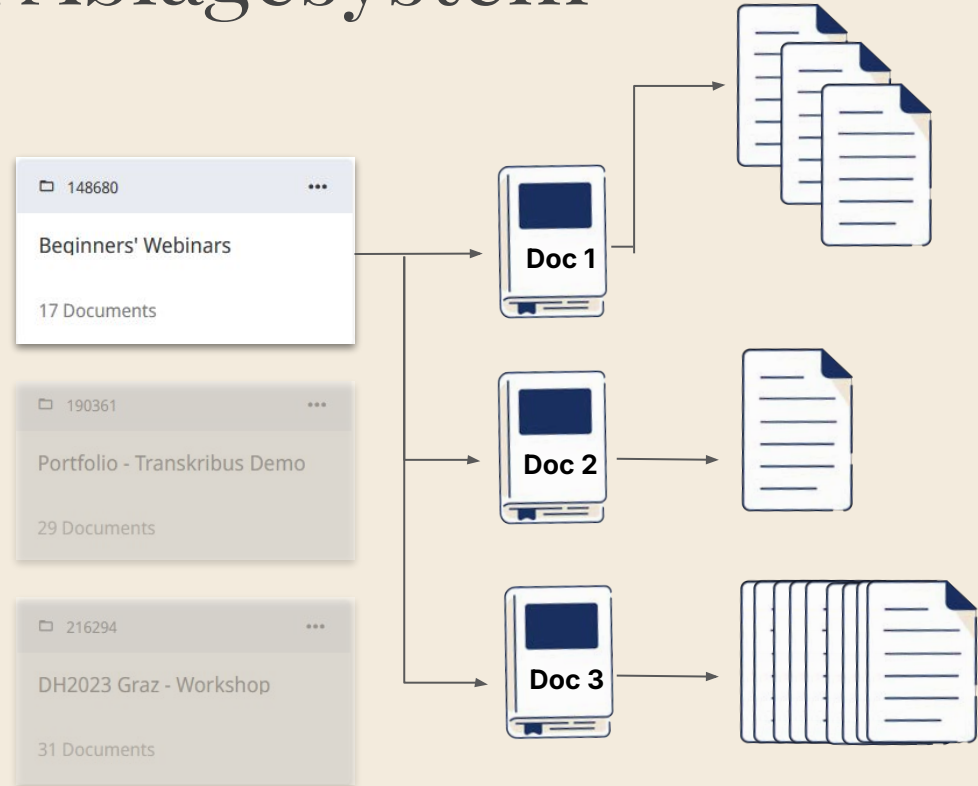 Ablagesystem
148680
Beginners' Webinars
17 Documents
190361
Portfolio - Transkribus Demo
29 Documents
216294
DH2023 Graz - Workshop
31 Documents
Doc 1
Doc 2
Doc 3